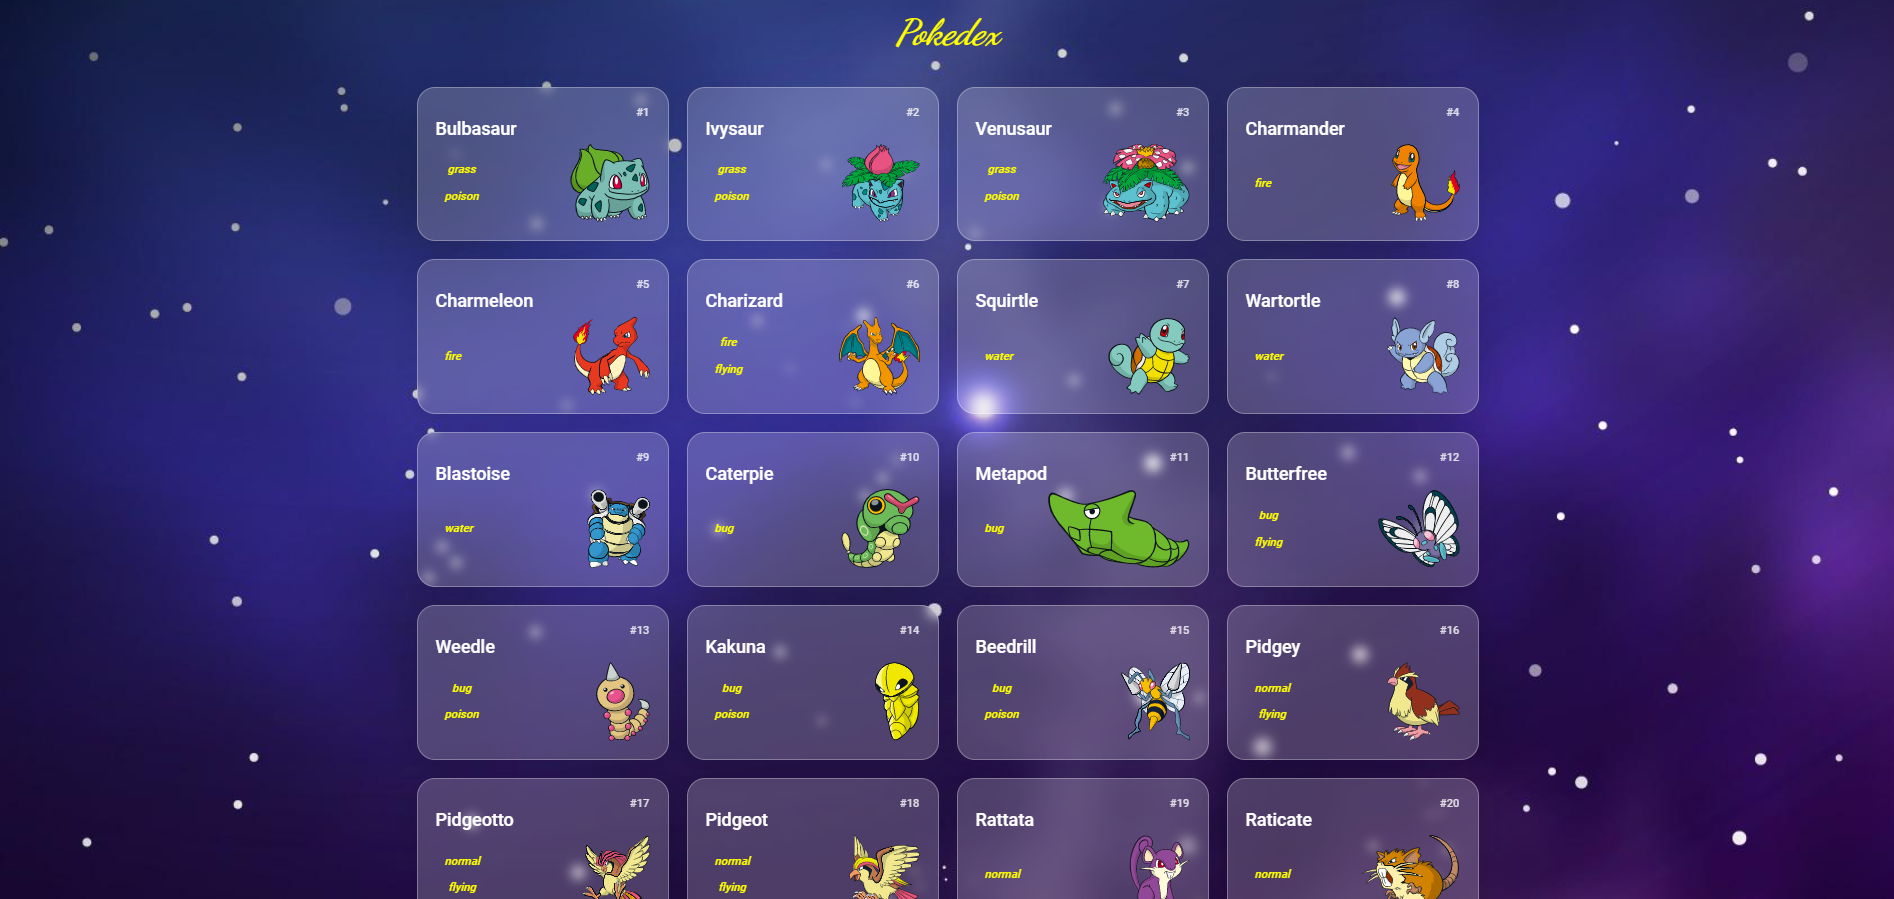 Pokedex
#1
Bulbasaur
grass
poison
#2
Ivysaur
grass
poison
#3
Venusaur
grass
poison
#4
Charmander
fire
#5
Charmeleon
fire
#6
Charizard
fire
flying
#7
Squirtle
water
#8
Wartortle
water
#9
Blastoise
water
#10
Caterpie
bug
#11
Metapod
bug
#12
Butterfree
bug
flying
#13
Weedle
bug
poison
#14
Kakuna
bug
poison
#15
Beedrill
bug
poison
#16
Pidgey
normal
flying
#17
Pidgeotto
normal
flying
#18
Pidgeot
normal
flying
#19
Rattata
normal
#20
Raticate
normal